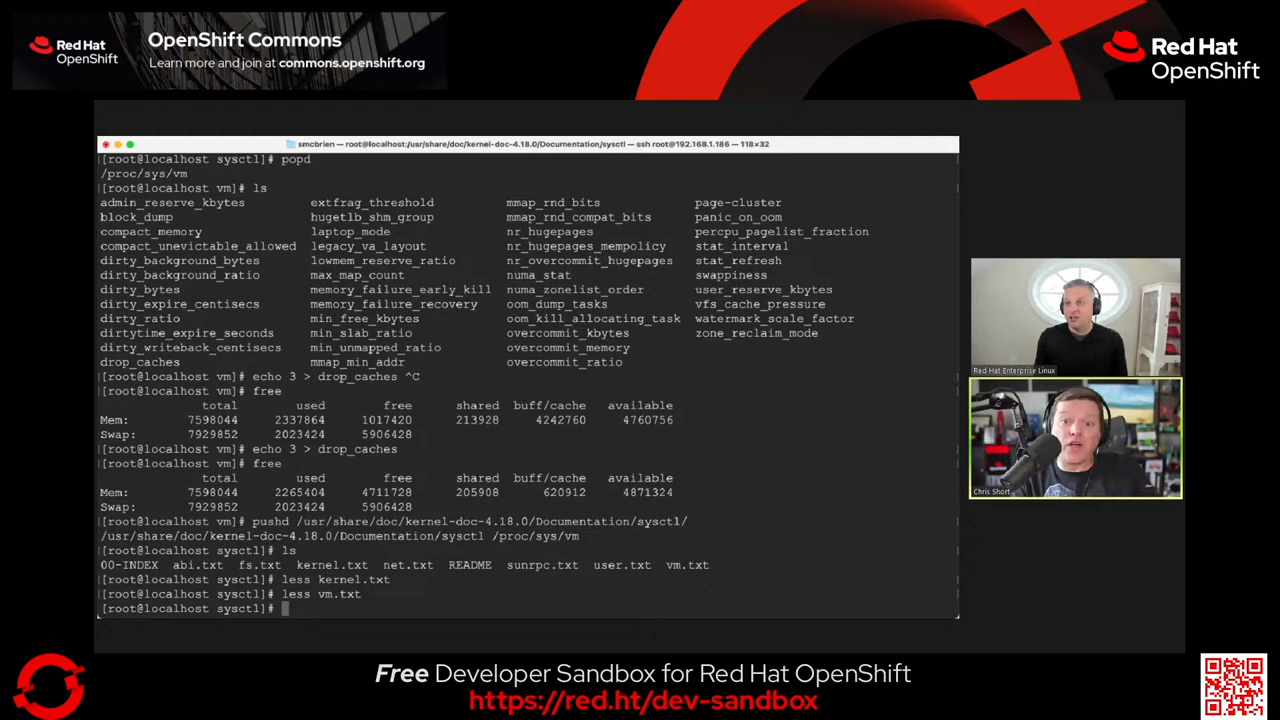 Red Hat
OpenShift
OpenShift Commons
Learn more and join at commons.openshift.org
Red Hat
OpenShift
smcbrien — root@localhost:/usr/share/doc/kernel-doc-4.18.0/Documentation/sysctl — ssh root@192.168.1.186 — 118×32
[root@localhost sysctl]# popd
/proc/sys/vm
[root@localhost vm]# ls
admin_reserve_kbytes extfrag_threshold mmap_rnd_bits page-cluster
block_dump hugetlb_shm_group mmap_rnd_compat_bits panic_on_oom
compact_memory laptop_mode nr_hugepages percpu_pagelist_fraction
compact_unevictable_allowed legacy_va_layout nr_hugepages_mempolicy stat_interval
dirty_background_bytes lowmem_reserve_ratio nr_overcommit_hugepages stat_refresh
dirty_background_ratio max_map_count numa_stat swappiness
dirty_bytes memory_failure_early_kill numa_zonelist_order user_reserve_kbytes
dirty_expire_centisecs memory_failure_recovery oom_dump_tasks vfs_cache_pressure
dirty_ratio min_free_kbytes oom_kill_allocating_task watermark_scale_factor
dirtytime_expire_seconds min_slab_ratio overcommit_kbytes zone_reclaim_mode
dirty_writeback_centisecs min_unmapped_ratio overcommit_memory
drop_caches mmap_min_addr overcommit_ratio
[root@localhost vm]# echo 3 > drop_caches ^C
[root@localhost vm]# free
total used free shared buff/cache available
Mem: 7598044 2337864 1017420 213928 4242760 4760756
Swap: 7929852 2023424 5906428
[root@localhost vm]# echo 3 > drop_caches
[root@localhost vm]# free
total used free shared buff/cache available
Mem: 7598044 2265404 4711728 205908 620912 4871324
Swap: 7929852 2023424 5906428
[root@localhost vm]# pushd /usr/share/doc/kernel-doc-4.18.0/Documentation/sysctl/
/usr/share/doc/kernel-doc-4.18.0/Documentation/sysctl /proc/sys/vm
[root@localhost sysctl]# ls
00-INDEX abi.txt fs.txt kernel.txt net.txt README sunrpc.txt user.txt vm.txt
[root@localhost sysctl]# less kernel.txt
[root@localhost sysctl]# less vm.txt
[root@localhost sysctl]#
Red Hat Enterprise Linux
Chris Short
Free Developer Sandbox for Red Hat OpenShift
https://red.ht/dev-sandbox